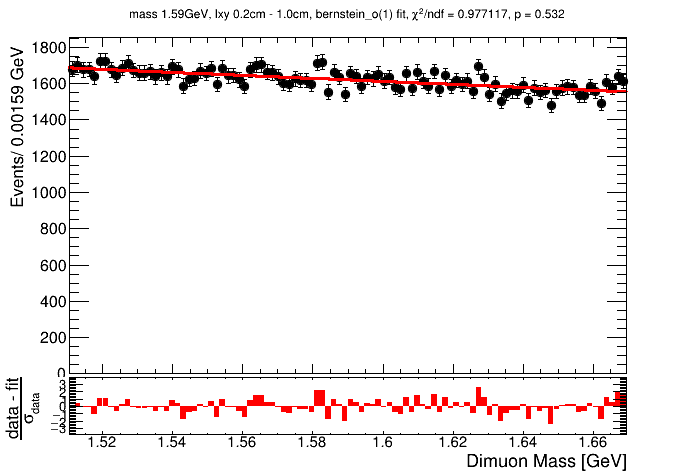 mass 1.59GeV, lxy 0.2cm - 1.0cm, bernstein_o(1) fit, χ²/ndf = 0.977117, p = 0.532
Events/ 0.00159 GeV
1800
1600
1400
1200
1000
800
600
400
200
0
data - fit
σdata
3
2
1
0
−1
−2
−3
1.52 1.54 1.56 1.58 1.6 1.62 1.64 1.66
Dimuon Mass [GeV]